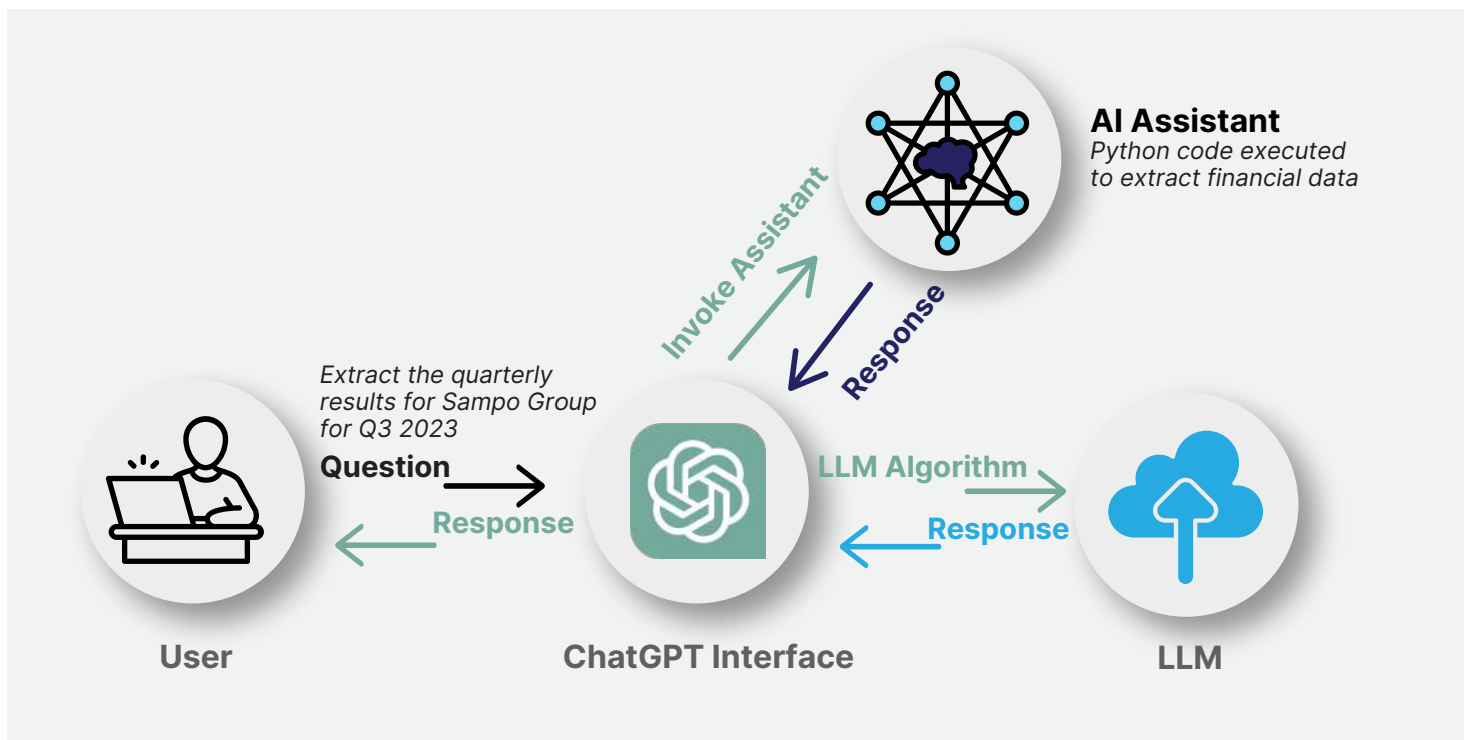 AI Assistant
Python code executed
to extract financial data
Invoke Assistant
Response
Extract the quarterly
results for Sampo Group
for Q3 2023
Question
Response
LLM Algorithm
Response
User
ChatGPT Interface
LLM